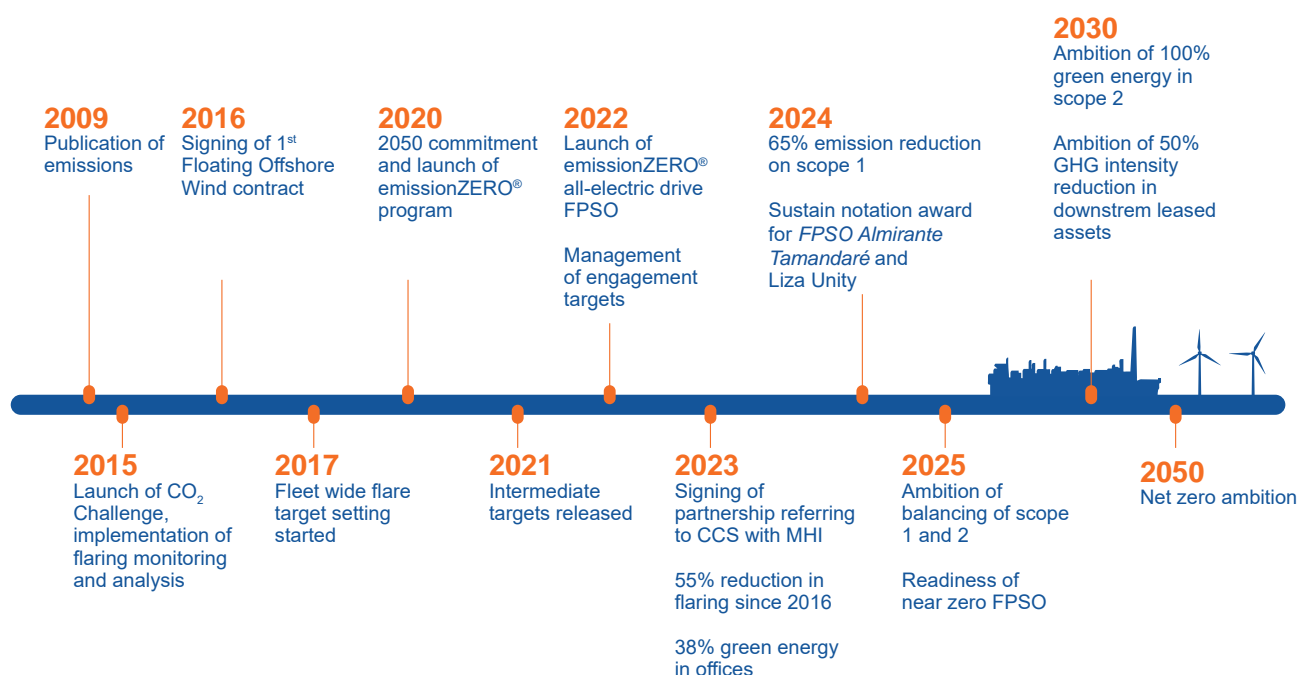 2009
Publication of
emissions
2016
Signing of 1st
Floating Offshore
Wind contract
2020
2050 commitment
and launch of
emissionZERO®
program
2022
Launch of
emissionZERO®
all-electric drive
FPSO
Management
of engagement
targets
2024
65% emission reduction
on scope 1
Sustain notation award
for FPSO Almirante
Tamandaré and
Liza Unity
2030
Ambition of 100%
green energy in
scope 2
Ambition of 50%
GHG intensity
reduction in
downstrem leased
assets
2015
Launch of CO2
Challenge,
implementation of
flaring monitoring
and analysis
2017
Fleet wide flare
target setting
started
2021
Intermediate
targets released
2023
Signing of
partnership referring
to CCS with MHI
55% reduction in
flaring since 2016
38% green energy
in offices
2025
Ambition of
balancing of scope
1 and 2
Readiness of
near zero FPSO
2050
Net zero ambition